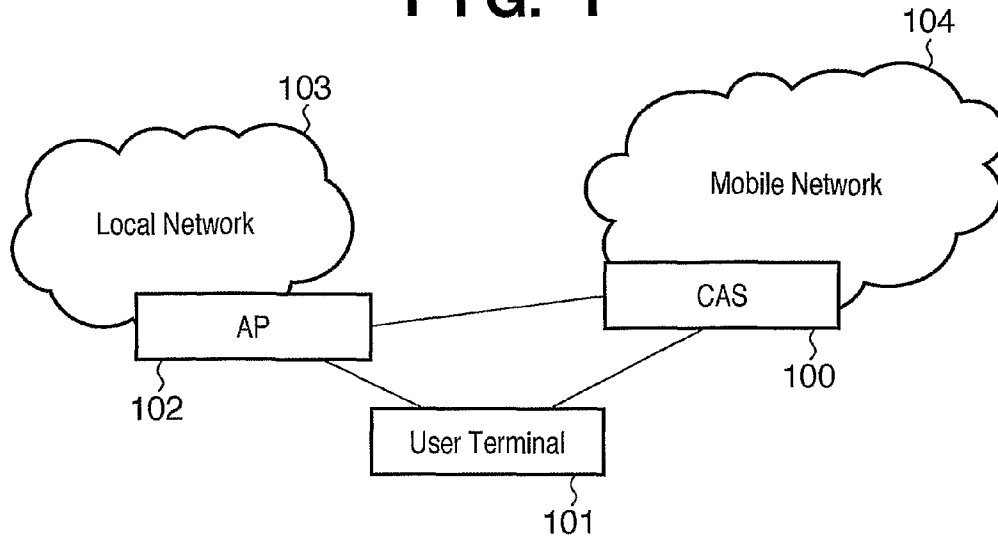 FIG. 1
104
103
Mobile Network
Local Network
CAS
AP
100
102
User Terminal
101